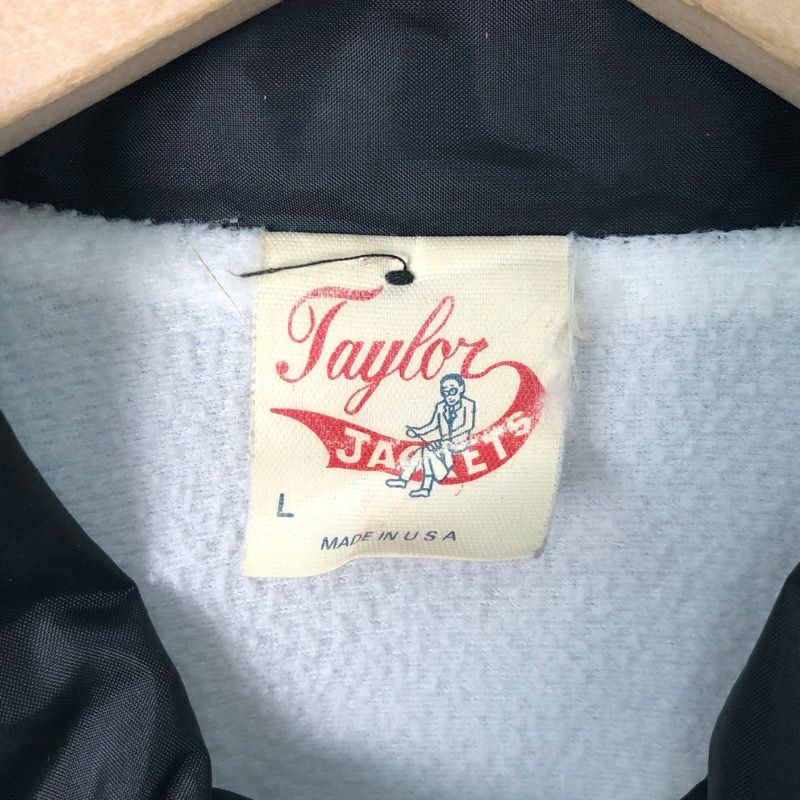 Taylor
JACKETS
L
MADE IN U S A